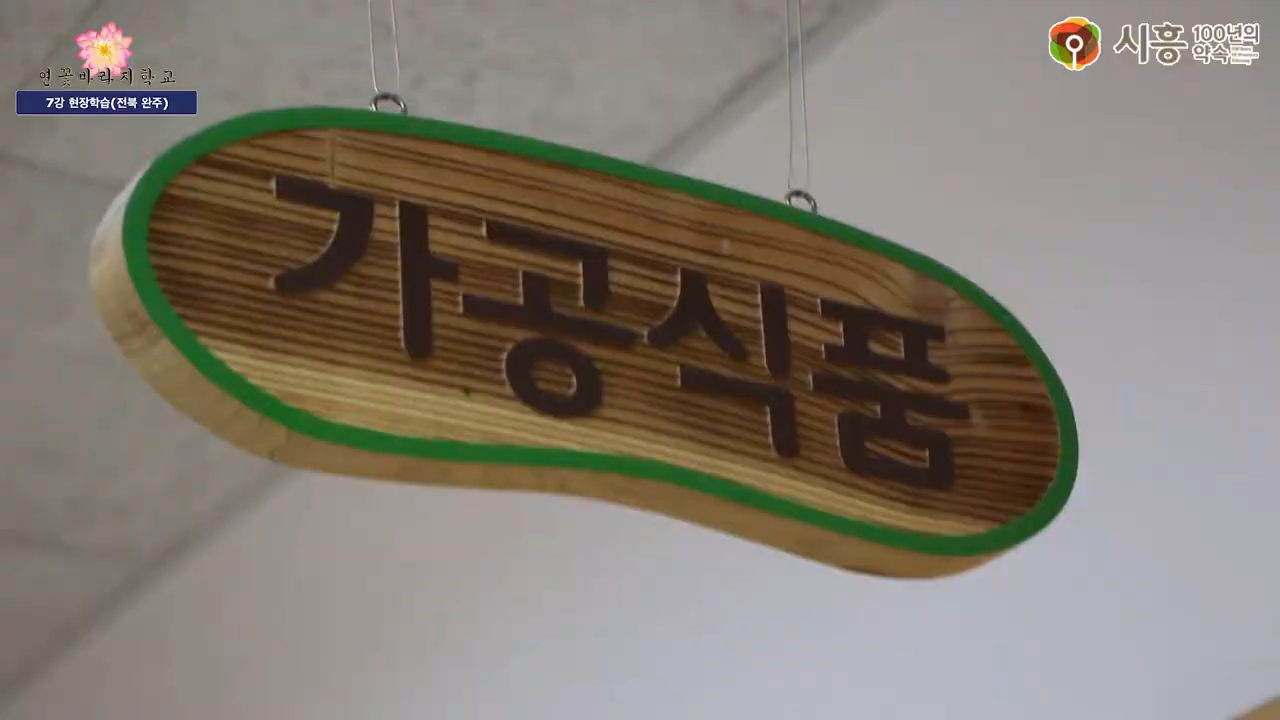 연꽃바라지학교
7강 현장학습(전북 완주)
시흥
100년의
약속
가공식품